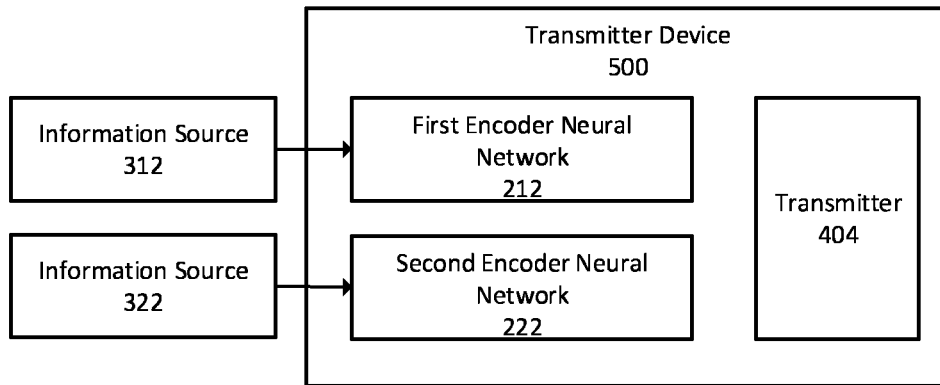 Transmitter Device
500
Information Source
312
First Encoder Neural
Network
212
Transmitter
404
Information Source
322
Second Encoder Neural
Network
222